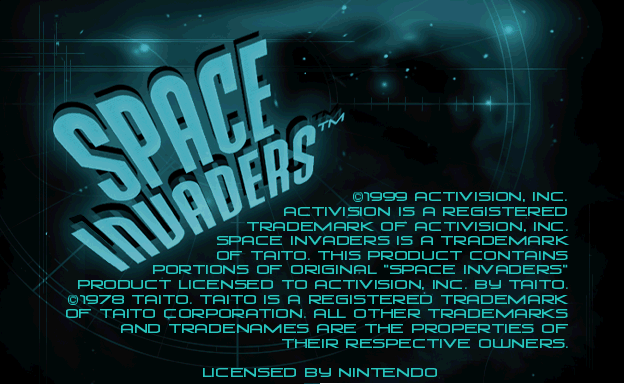 SPACE
INVADERS™
©1999 ACTIVISION, INC.
ACTIVISION IS A REGISTERED
TRADEMARK OF ACTIVISION, INC.
SPACE INVADERS IS A TRADEMARK
OF TAITO. THIS PRODUCT CONTAINS
PORTIONS OF ORIGINAL "SPACE INVADERS"
PRODUCT LICENSED TO ACTIVISION, INC. BY TAITO.
©1978 TAITO. TAITO IS A REGISTERED TRADEMARK
OF TAITO CORPORATION. ALL OTHER TRADEMARKS
AND TRADENAMES ARE THE PROPERTIES OF
THEIR RESPECTIVE OWNERS.
LICENSED BY NINTENDO